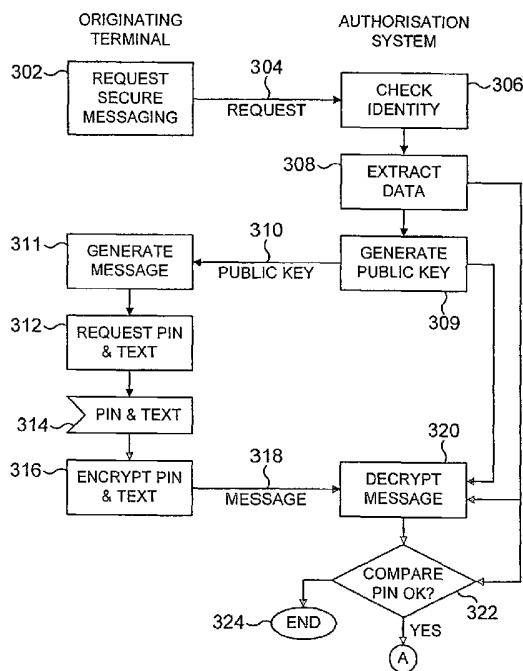 ORIGINATING
TERMINAL
AUTHORISATION
SYSTEM
302
REQUEST
SECURE
MESSAGING
304
REQUEST
306
CHECK
IDENTITY
308
EXTRACT
DATA
311
GENERATE
MESSAGE
310
PUBLIC KEY
GENERATE
PUBLIC KEY
309
312
REQUEST PIN
& TEXT
314
PIN & TEXT
316
ENCRYPT PIN
& TEXT
318
MESSAGE
320
DECRYPT
MESSAGE
COMPARE
PIN OK?
322
324
END
YES
A